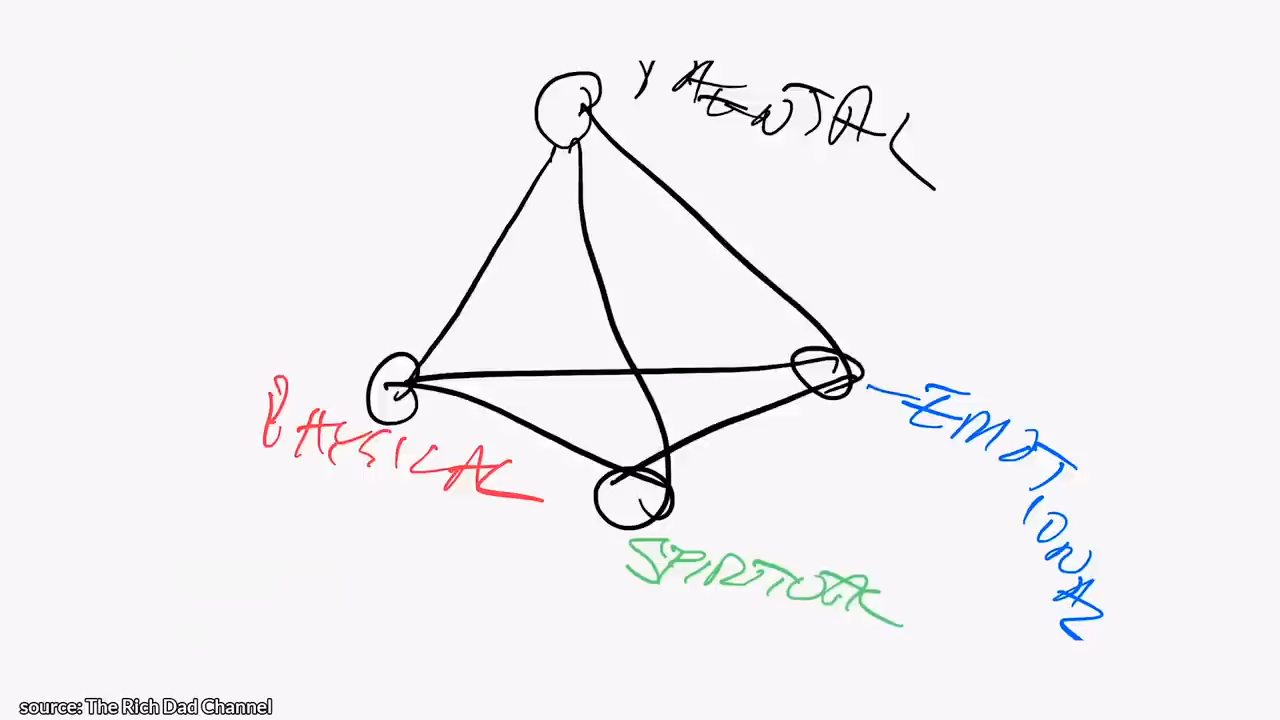 MENTAL
PHYSICAL
EMOTIONAL
SPIRITUAL
source: The Rich Dad Channel